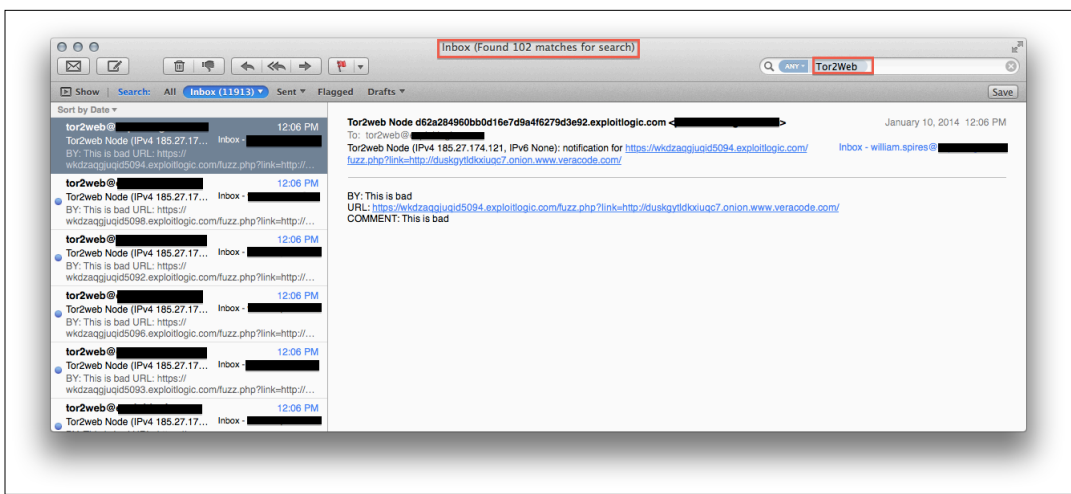 Inbox (Found 102 matches for search)
ANY Tor2Web
Show Search: All Inbox (11913) Sent Flagged Drafts Save
Sort by Date
tor2web@ 12:06 PM
Tor2web Node (IPv4 185.27.17... Inbox -
BY: This is bad URL: https://
wkdzaqgjuqid5094.exploitlogic.com/fuzz.php?link=http://...
tor2web@ 12:06 PM
Tor2web Node (IPv4 185.27.17... Inbox -
BY: This is bad URL: https://
wkdzaqgjuqid5098.exploitlogic.com/fuzz.php?link=http://...
tor2web@ 12:06 PM
Tor2web Node (IPv4 185.27.17... Inbox -
BY: This is bad URL: https://
wkdzaqgjuqid5092.exploitlogic.com/fuzz.php?link=http://...
tor2web@ 12:06 PM
Tor2web Node (IPv4 185.27.17... Inbox -
BY: This is bad URL: https://
wkdzaqgjuqid5096.exploitlogic.com/fuzz.php?link=http://...
tor2web@ 12:06 PM
Tor2web Node (IPv4 185.27.17... Inbox -
BY: This is bad URL: https://
wkdzaqgjuqid5093.exploitlogic.com/fuzz.php?link=http://...
tor2web@ 12:06 PM
Tor2web Node (IPv4 185.27.17... Inbox -
Tor2web Node d62a284960bb0d16e7d9a4f6279d3e92.exploitlogic.com < > January 10, 2014 12:06 PM
To: tor2web@
Tor2web Node (IPv4 185.27.174.121, IPv6 None): notification for https://wkdzaqgjuqid5094.exploitlogic.com/ Inbox - william.spires@
fuzz.php?link=http://duskgytldkxiuqc7.onion.www.veracode.com/
BY: This is bad
URL: https://wkdzaqgjuqid5094.exploitlogic.com/fuzz.php?link=http://duskgytldkxiuqc7.onion.www.veracode.com/
COMMENT: This is bad